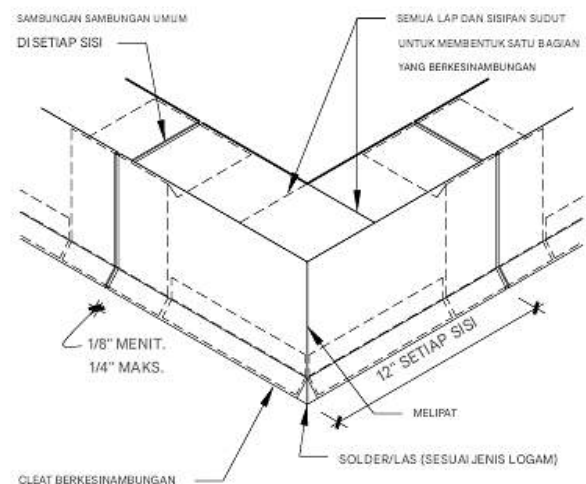 SAMBUNGAN SAMBUNGAN UMUM
DI SETIAP SISI
SEMUA LAP DAN SISIPAN SUDUT
UNTUK MEMBENTUK SATU BAGIAN
YANG BERKESINAMBUNGAN
1/8" MENIT.
1/4" MAKS.
12" SETIAP SISI
MELIPAT
SOLDER/LAS (SESUAI JENIS LOGAM)
CLEAT BERKESINAMBUNGAN